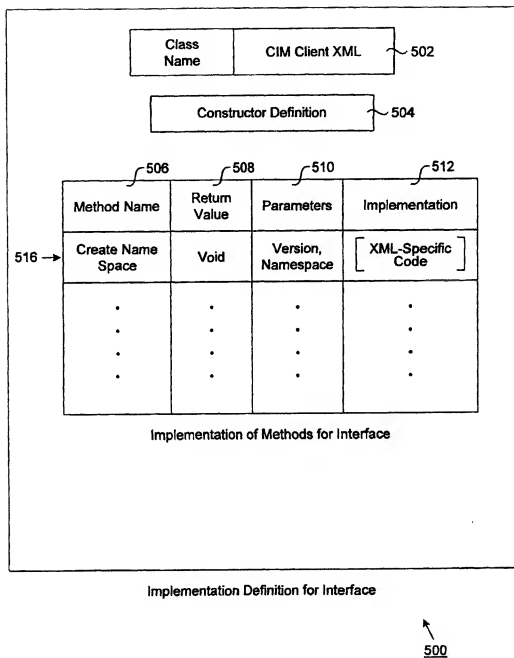 Class Name
CIM Client XML
502
Constructor Definition
504
506
508
510
512
Method Name
Return Value
Parameters
Implementation
516
Create Name Space
Void
Version, Namespace
[XML-Specific Code]
Implementation of Methods for Interface
Implementation Definition for Interface
500